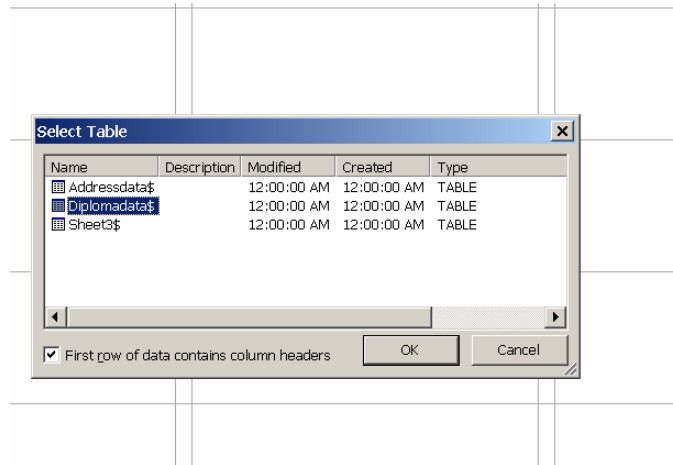 Select Table
Name Description Modified Created Type
Addressdata$ 12:00:00 AM 12:00:00 AM TABLE
Diplomadata$ 12:00:00 AM 12:00:00 AM TABLE
Sheet3$ 12:00:00 AM 12:00:00 AM TABLE
First row of data contains column headers OK Cancel